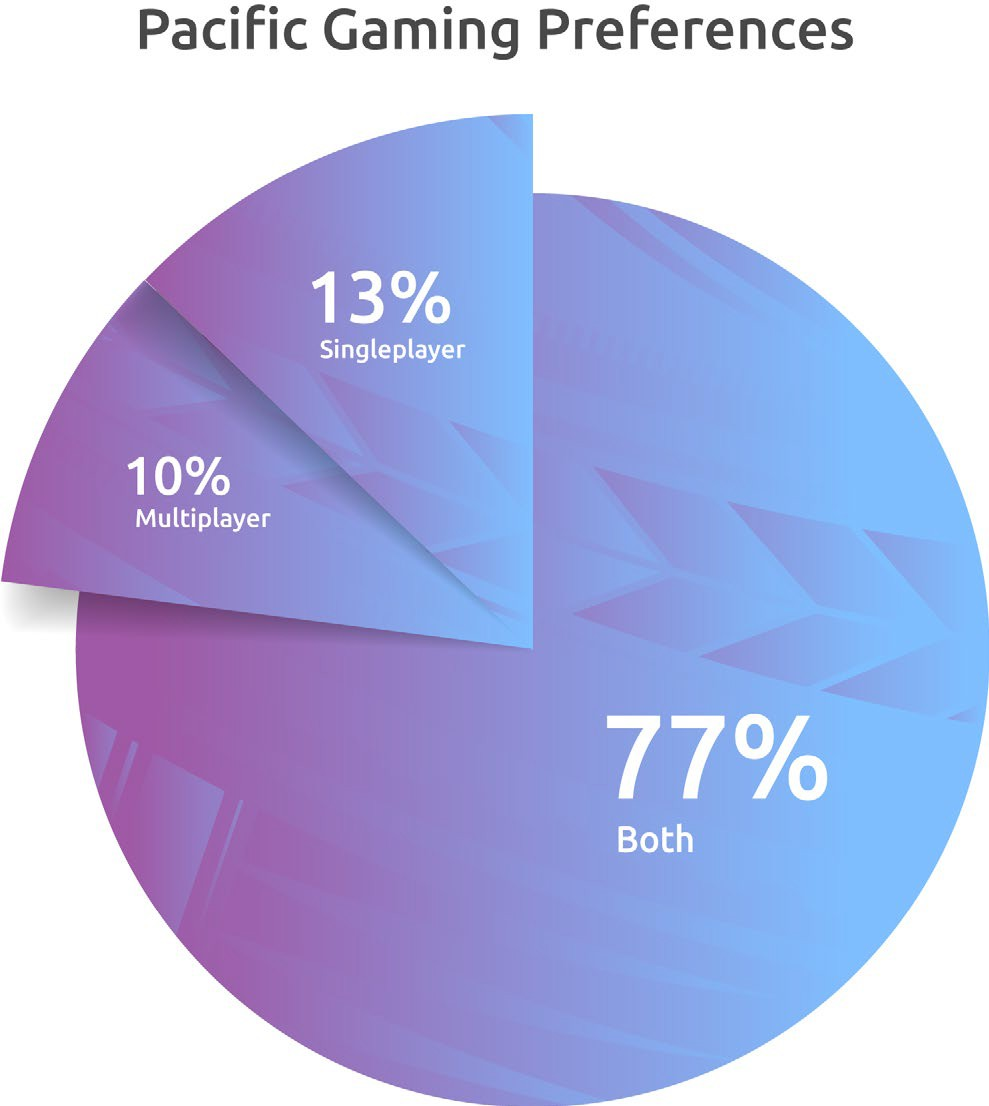 Pacific Gaming Preferences
13%
Singleplayer
10%
Multiplayer
77%
Both